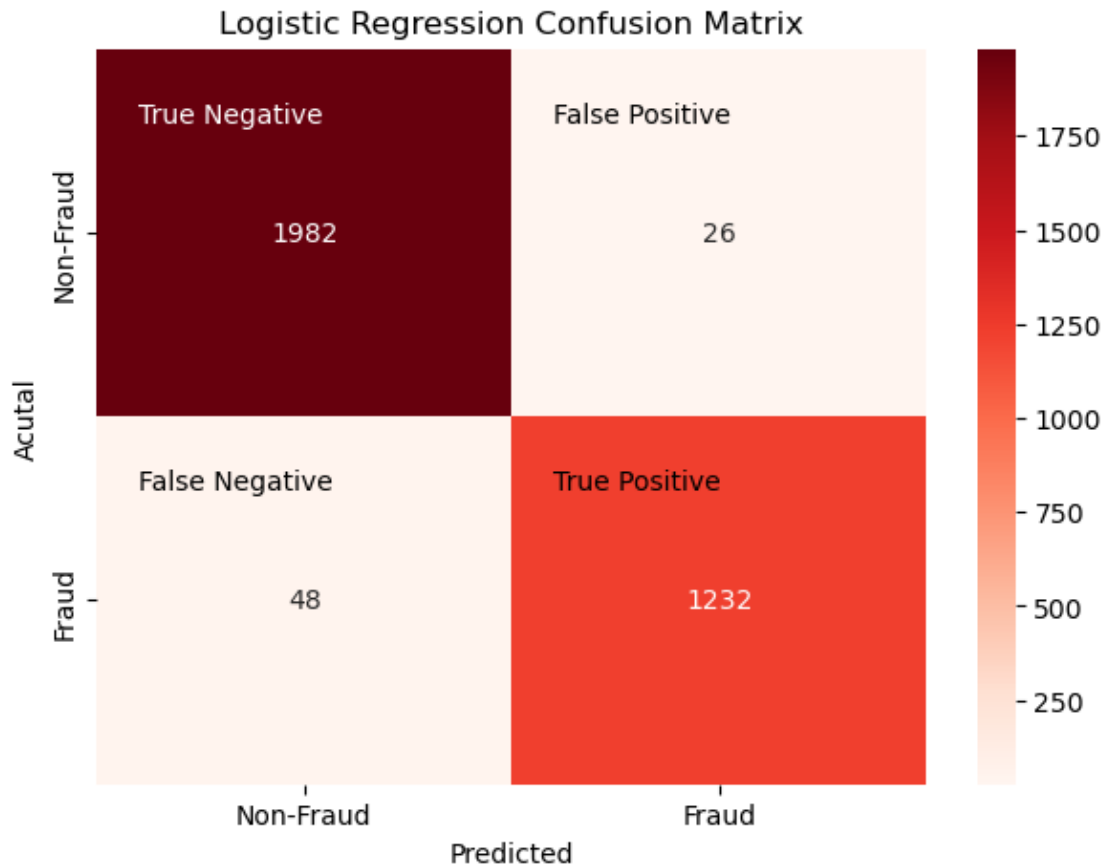 Logistic Regression Confusion Matrix
True Negative
False Positive
1982
26
Non-Fraud
False Negative
True Positive
48
1232
Fraud
Acutal
Non-Fraud
Fraud
Predicted
1750
1500
1250
1000
750
500
250